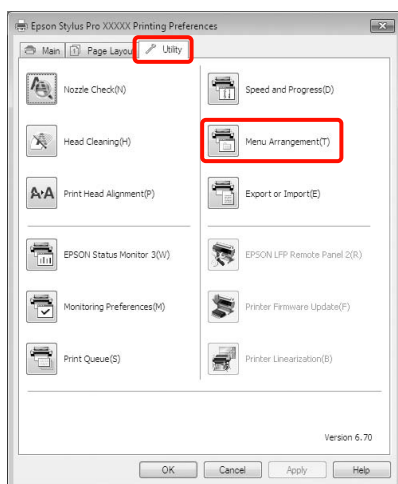 Epson Stylus Pro XXXXX Printing Preferences
Main Page Layout Utility
Nozzle Check(N)
Speed and Progress(D)
Head Cleaning(H)
Menu Arrangement(T)
Print Head Alignment(P)
Export or Import(E)
EPSON Status Monitor 3(W)
EPSON LFP Remote Panel 2(R)
Monitoring Preferences(M)
Printer Firmware Update(F)
Print Queue(S)
Printer Linearization(B)
Version 6.70
OK Cancel Apply Help